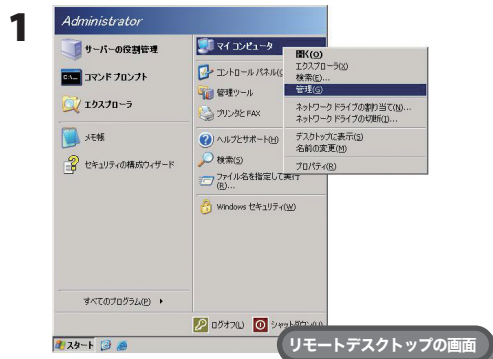 1
Administrator
サーバーの役割管理
コマンド プロンプト
エクスプローラ
メモ帳
セキュリティの構成ウィザード
すべてのプログラム(P)
マイ コンピュータ
コントロール パネル(C
管理ツール
プリンタと FAX
ヘルプとサポート(H)
検索(S)
ファイル名を指定して実行
(R)...
Windows セキュリティ(W)
開く(O)
エクスプローラ(X)
検索(E)...
管理(G)
ネットワーク ドライブの割り当て(N)...
ネットワーク ドライブの切断(I)...
デスクトップに表示(S)
名前の変更(M)
プロパティ(R)
ログオフ(L)
シャットダウン(U)
スタート
リモートデスクトップの画面